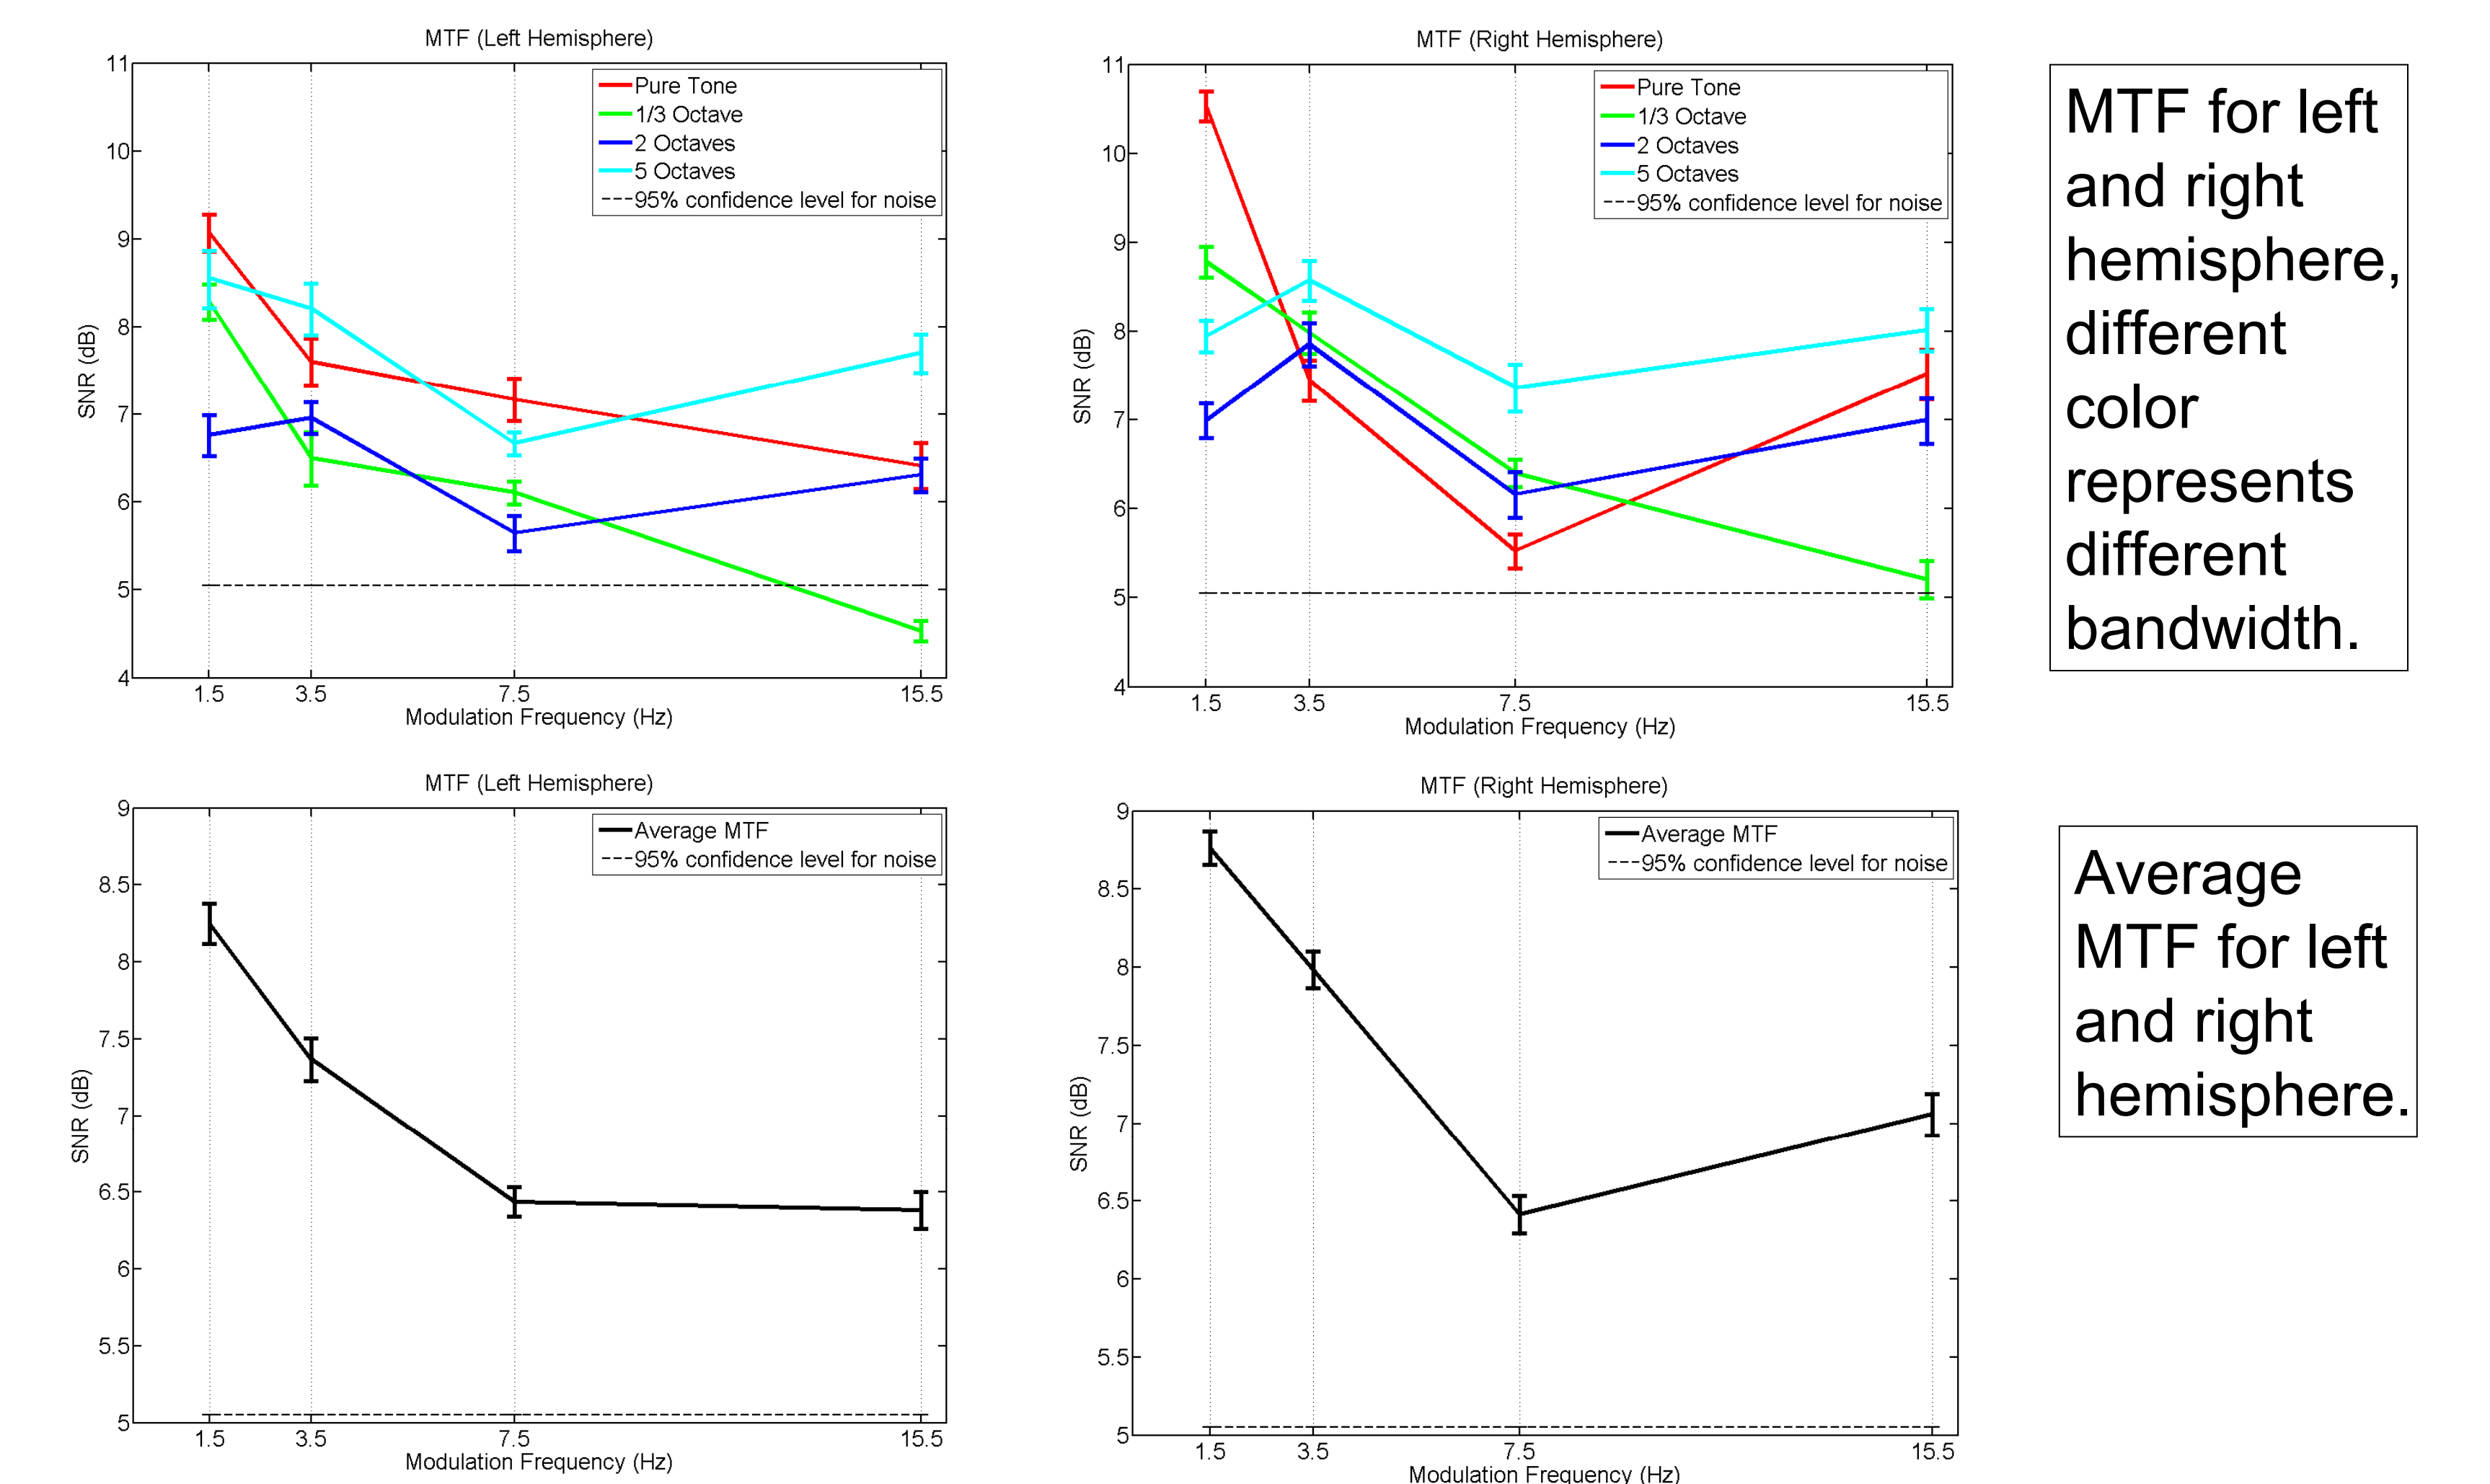 MTF (Left Hemisphere)
11
10
9
8
7
6
5
4
SNR (dB)
Pure Tone
1/3 Octave
2 Octaves
5 Octaves
95% confidence level for noise
1.5
3.5
7.5
15.5
Modulation Frequency (Hz)
MTF (Right Hemisphere)
11
10
9
8
7
6
5
4
SNR (dB)
Pure Tone
1/3 Octave
2 Octaves
5 Octaves
95% confidence level for noise
1.5
3.5
7.5
15.5
Modulation Frequency (Hz)
MTF for left
and right
hemisphere,
different
color
represents
different
bandwidth.
MTF (Left Hemisphere)
9
8.5
8
7.5
7
6.5
6
5.5
5
SNR (dB)
Average MTF
95% confidence level for noise
1.5
3.5
7.5
15.5
Modulation Frequency (Hz)
MTF (Right Hemisphere)
9
8.5
8
7.5
7
6.5
6
5.5
5
SNR (dB)
Average MTF
95% confidence level for noise
1.5
3.5
7.5
15.5
Modulation Frequency (Hz)
Average
MTF for left
and right
hemisphere.